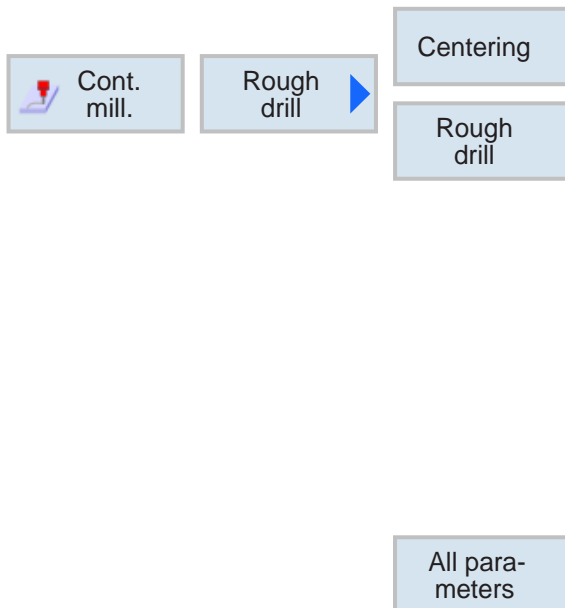 Cont.
mill.
Rough
drill
Centering
Rough
drill
All para-
meters